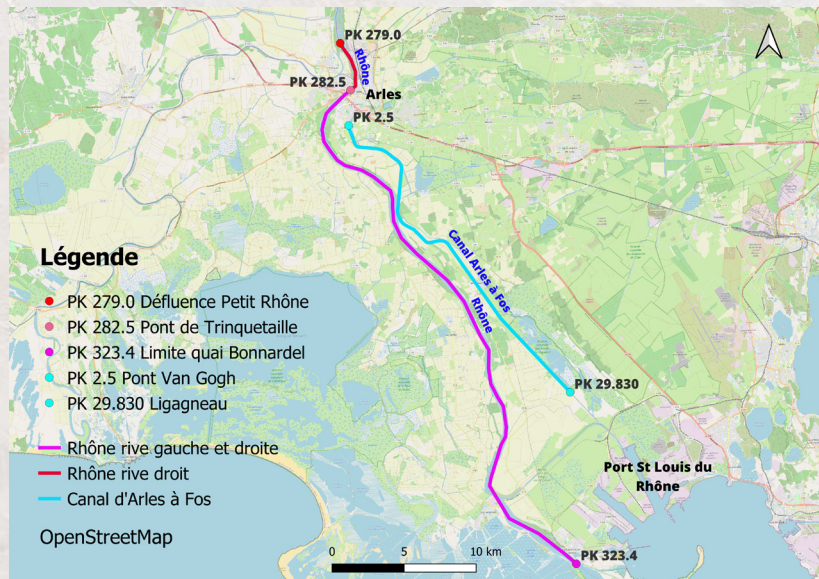 PK 279.0
Rhône
PK 282.5
Arles
PK 2.5
Canal Arles à Fos
Rhône
PK 29.830
Port St Louis du
Rhône
PK 323.4
Légende
PK 279.0 Défluence Petit Rhône
PK 282.5 Pont de Trinquetaille
PK 323.4 Limite quai Bonnardel
PK 2.5 Pont Van Gogh
PK 29.830 Ligagneau
Rhône rive gauche et droite
Rhône rive droit
Canal d'Arles à Fos
OpenStreetMap
0 5 10 km